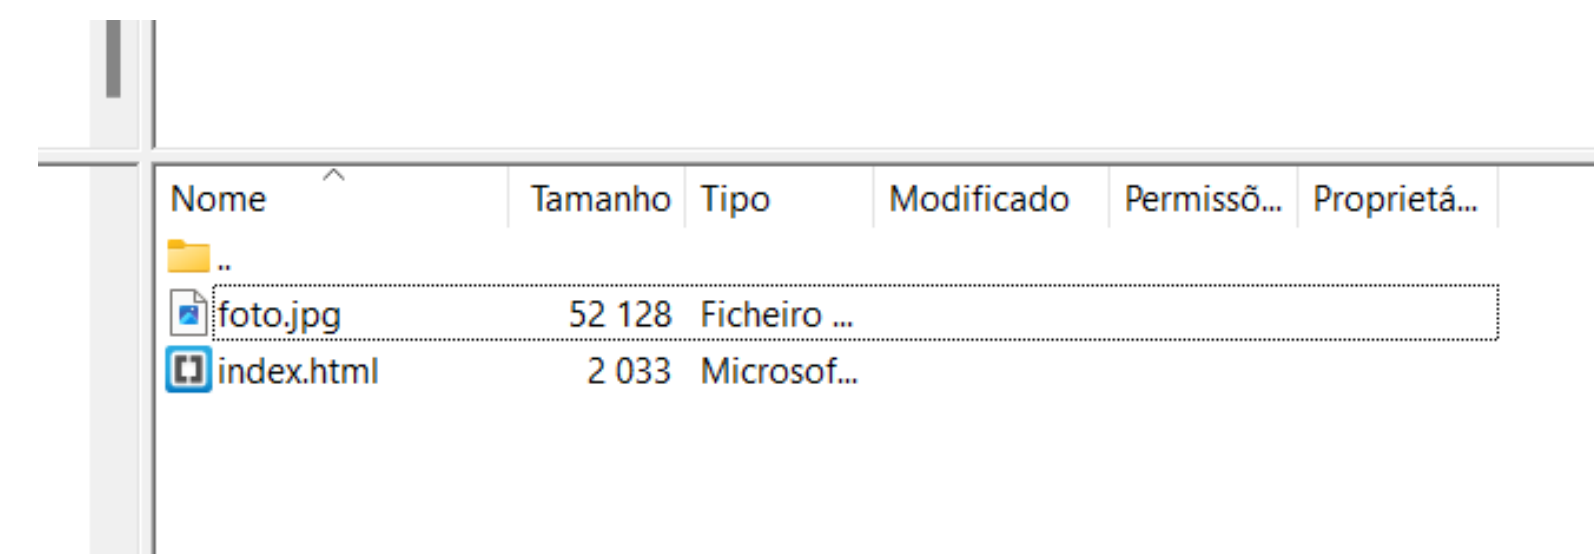 Nome Tamanho Tipo Modificado Permissõ... Proprietá...
..
foto.jpg 52 128 Ficheiro ...
index.html 2 033 Microsof...